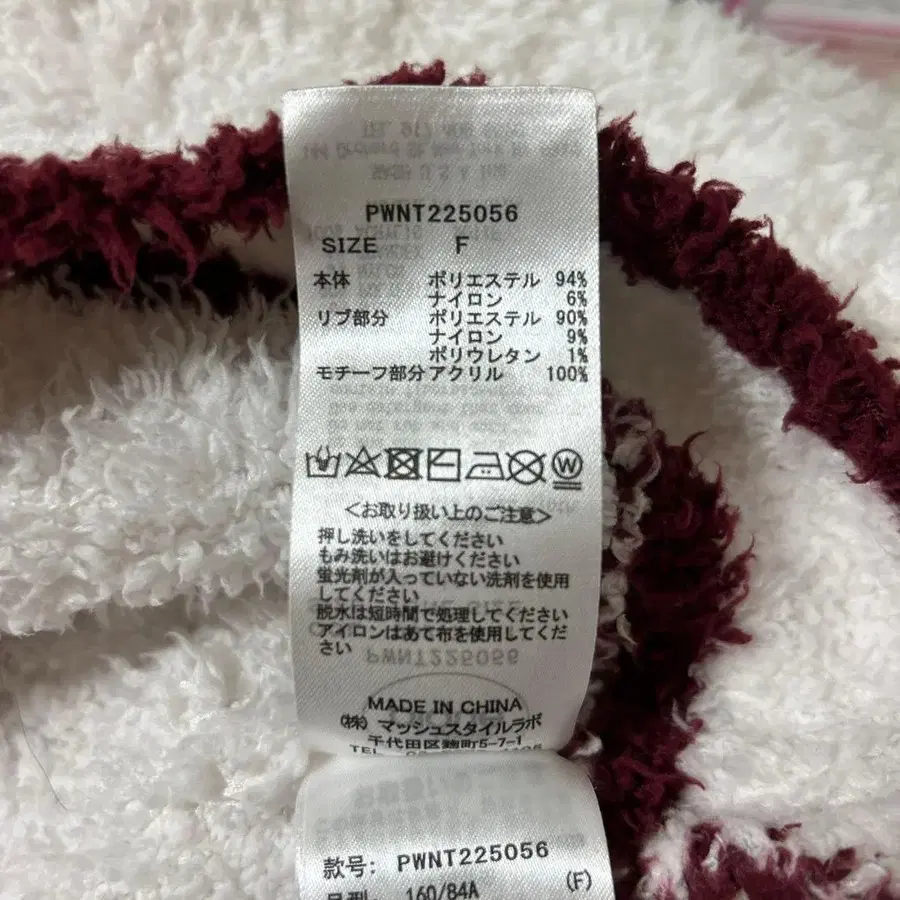 PWNT225056
SIZE F
本体 ポリエステル 94%
ナイロン 6%
リブ部分 ポリエステル 90%
ナイロン 9%
ポリウレタン 1%
モチーフ部分 アクリル 100%
W
<お取り扱い上のご注意>
押し洗いをしてください
もみ洗いはお避けください
蛍光剤が入っていない洗剤を使用
してください
脱水は短時間で処理してください
アイロンはあて布を使用してくだ
さい
MADE IN CHINA
(株) マッシュスタイルラボ
千代田区麹町5-7-1
TEL
款号: PWNT225056
号型: 160/84A (F)